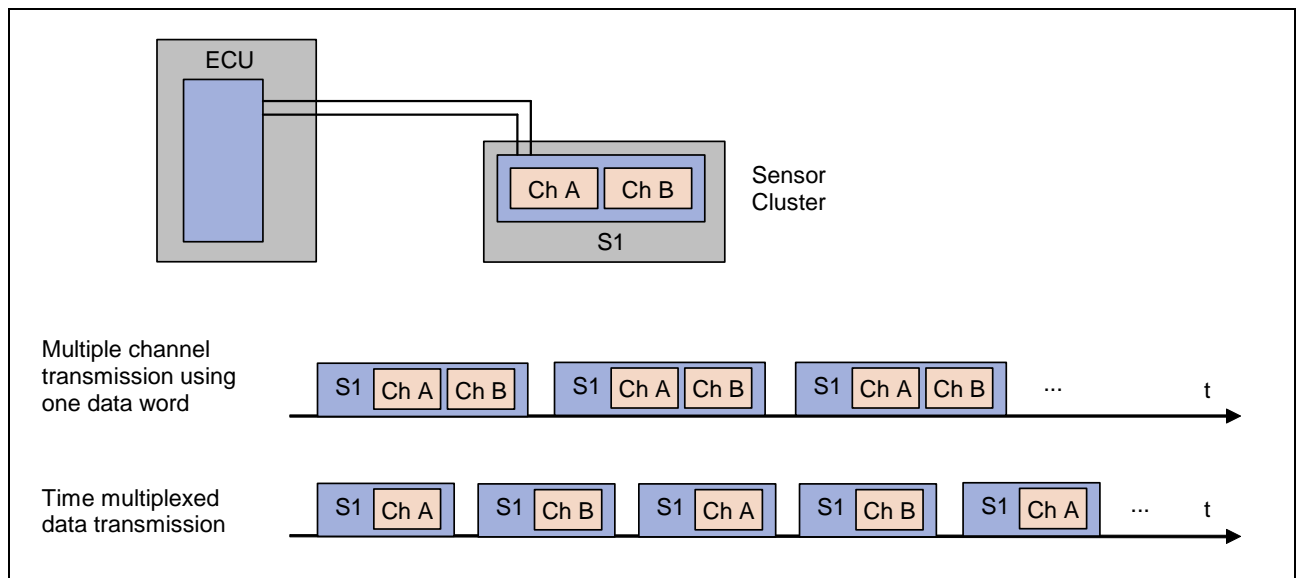 ECU
Ch A Ch B
S1
Sensor
Cluster
Multiple channel
transmission using
one data word
S1 Ch A Ch B S1 Ch A Ch B S1 Ch A Ch B ... t
Time multiplexed
data transmission
S1 Ch A S1 Ch B S1 Ch A S1 Ch B S1 Ch A ... t